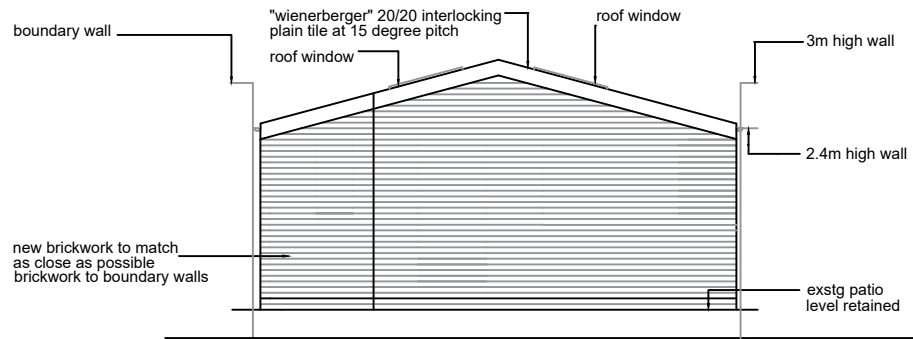 "wienerberger" 20/20 interlocking
plain tile at 15 degree pitch
roof window
boundary wall
roof window
3m high wall
2.4m high wall
new brickwork to match
as close as possible
brickwork to boundary walls
exstg patio
level retained